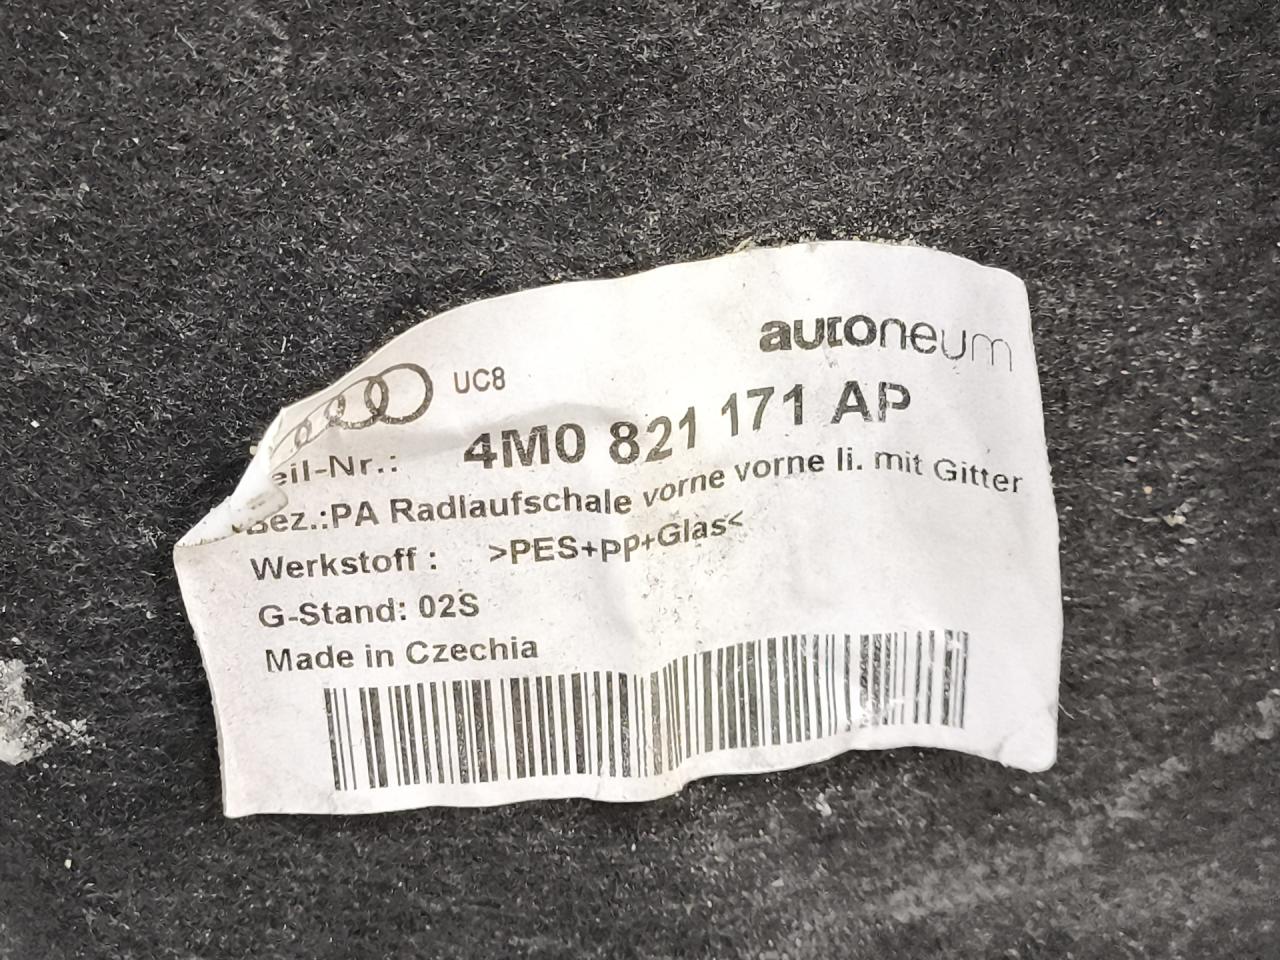 autoneum
UC8
eil-Nr.: 4M0 821 171 AP
Bez.:PA Radlaufschale vorne vorne li. mit Gitter
Werkstoff : >PES+pp+Glas<
G-Stand: 02S
Made in Czechia